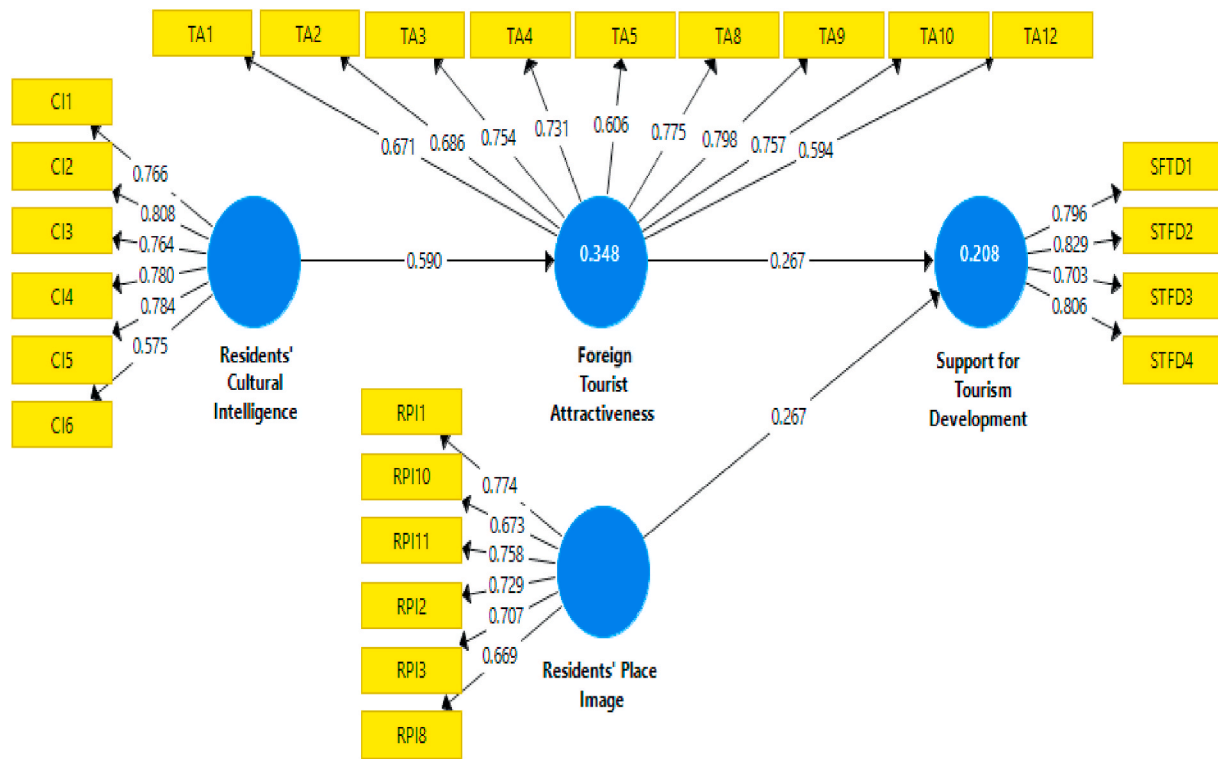 TA1
TA2
TA3
TA4
TA5
TA8
TA9
TA10
TA12
0.671
0.686
0.754
0.731
0.606
0.775
0.798
0.757
0.594
CI1
CI2
CI3
CI4
CI5
CI6
0.766
0.808
0.764
0.780
0.784
0.575
Residents'
Cultural
Intelligence
0.590
0.348
Foreign
Tourist
Attractiveness
0.267
0.208
Support for
Tourism
Development
0.796
0.829
0.703
0.806
SFTD1
STFD2
STFD3
STFD4
0.267
RPI1
RPI10
RPI11
RPI2
RPI3
RPI8
0.774
0.673
0.758
0.729
0.707
0.669
Residents' Place
Image